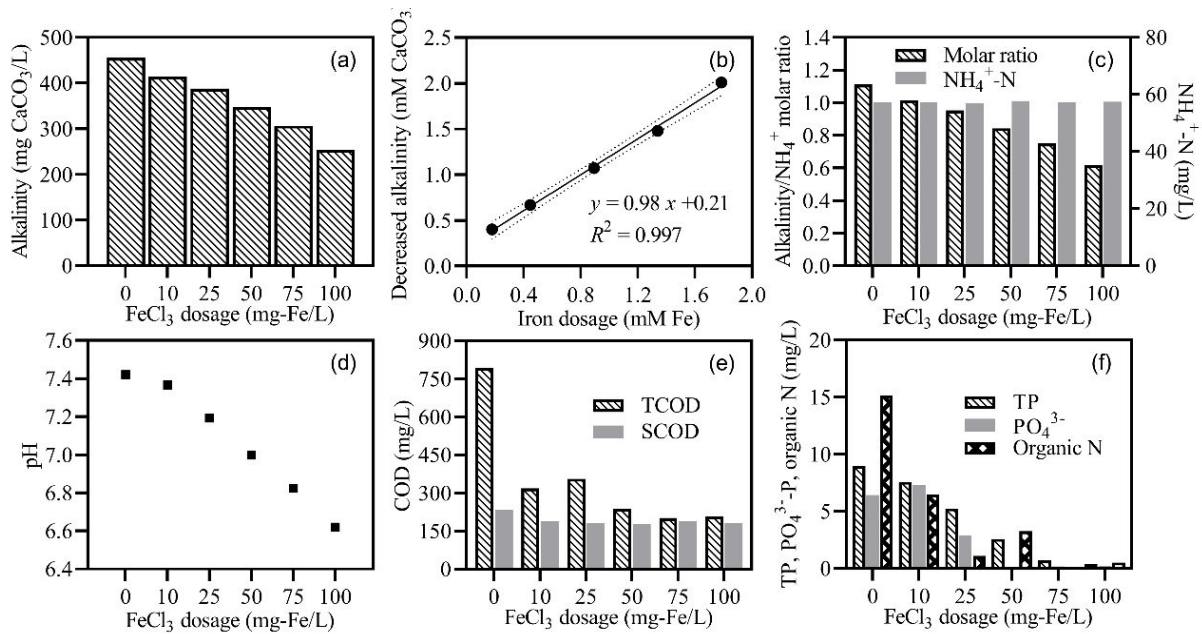 (a)
Alkalinity (mg CaCO3/L)
500
400
300
200
100
0
0 10 25 50 75 100
FeCl3 dosage (mg-Fe/L)
(b)
Decreased alkalinity (mM CaCO3
2.5
2.0
1.5
1.0
0.5
0.0
y = 0.98 x +0.21
R² = 0.997
0.0 0.4 0.8 1.2 1.6 2.0
Iron dosage (mM Fe)
(c)
Alkalinity/NH4+ molar ratio
1.4
1.2
1.0
0.8
0.6
0.4
0.2
0.0
Molar ratio
NH4+-N
80
60
40
20
0
NH4+-N (mg/L)
0 10 25 50 75 100
FeCl3 dosage (mg-Fe/L)
(d)
pH
7.6
7.4
7.2
7.0
6.8
6.6
6.4
0 10 25 50 75 100
FeCl3 dosage (mg-Fe/L)
(e)
COD (mg/L)
900
750
600
450
300
150
0
TCOD
SCOD
0 10 25 50 75 100
FeCl3 dosage (mg-Fe/L)
(f)
TP, PO43--P, organic N (mg/L)
20
15
10
5
0
TP
PO43-
Organic N
0 10 25 50 75 100
FeCl3 dosage (mg-Fe/L)